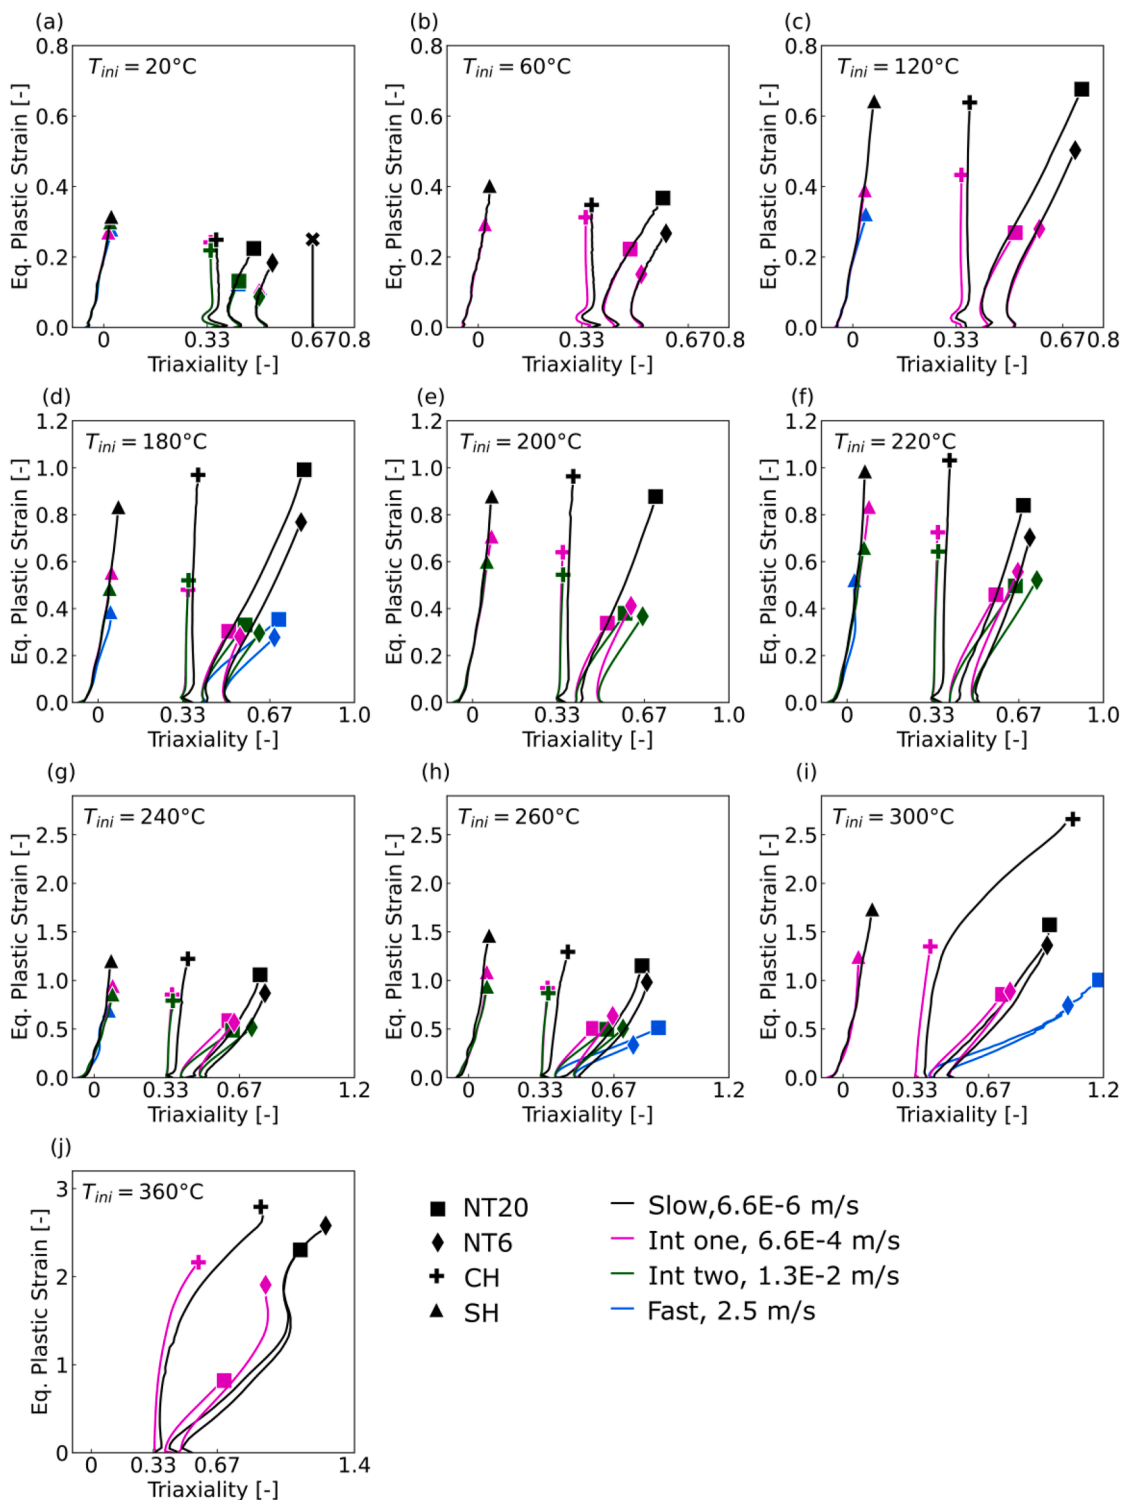 (a)
(b)
(c)
0.8
0.6
0.4
0.2
0.0
Eq. Plastic Strain [-]
T_ini = 20°C
0 0.33 0.670.8
Triaxiality [-]
0.8
0.6
0.4
0.2
0.0
Eq. Plastic Strain [-]
T_ini = 60°C
0 0.33 0.670.8
Triaxiality [-]
0.8
0.6
0.4
0.2
0.0
Eq. Plastic Strain [-]
T_ini = 120°C
0 0.33 0.670.8
Triaxiality [-]
(d)
(e)
(f)
1.2
1.0
0.8
0.6
0.4
0.2
0.0
Eq. Plastic Strain [-]
T_ini = 180°C
0 0.33 0.67 1.0
Triaxiality [-]
1.2
1.0
0.8
0.6
0.4
0.2
0.0
Eq. Plastic Strain [-]
T_ini = 200°C
0 0.33 0.67 1.0
Triaxiality [-]
1.2
1.0
0.8
0.6
0.4
0.2
0.0
Eq. Plastic Strain [-]
T_ini = 220°C
0 0.33 0.67 1.0
Triaxiality [-]
(g)
(h)
(i)
2.5
2.0
1.5
1.0
0.5
0.0
Eq. Plastic Strain [-]
T_ini = 240°C
0 0.33 0.67 1.2
Triaxiality [-]
2.5
2.0
1.5
1.0
0.5
0.0
Eq. Plastic Strain [-]
T_ini = 260°C
0 0.33 0.67 1.2
Triaxiality [-]
2.5
2.0
1.5
1.0
0.5
0.0
Eq. Plastic Strain [-]
T_ini = 300°C
0 0.33 0.67 1.2
Triaxiality [-]
(j)
3
2
1
0
Eq. Plastic Strain [-]
T_ini = 360°C
0 0.33 0.67 1.4
Triaxiality [-]
NT20
NT6
CH
SH
Slow,6.6E-6 m/s
Int one, 6.6E-4 m/s
Int two, 1.3E-2 m/s
Fast, 2.5 m/s